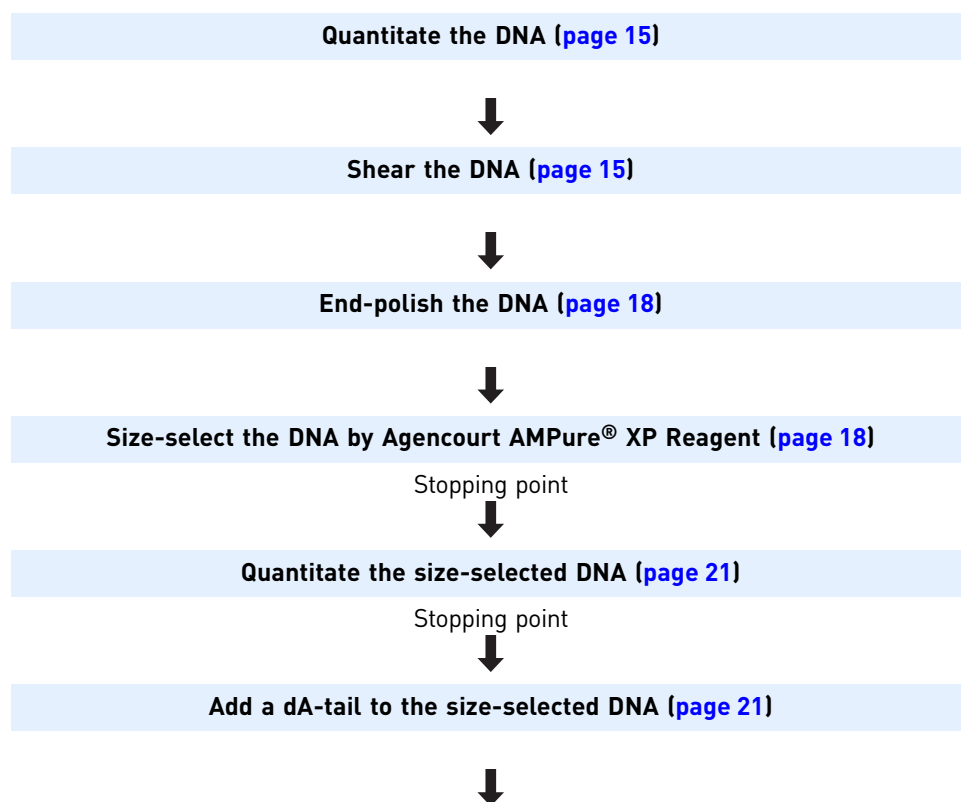 Quantitate the DNA (page 15)
Shear the DNA (page 15)
End-polish the DNA (page 18)
Size-select the DNA by Agencourt AMPure® XP Reagent (page 18)
Stopping point
Quantitate the size-selected DNA (page 21)
Stopping point
Add a dA-tail to the size-selected DNA (page 21)